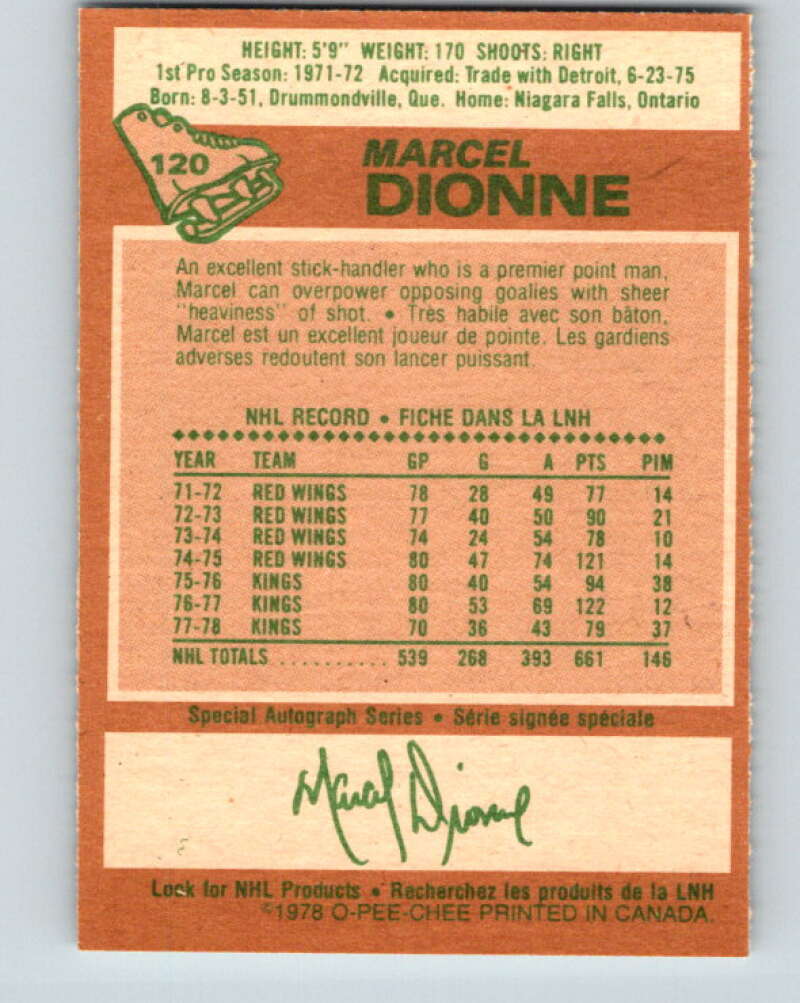 HEIGHT: 5'9" WEIGHT: 170 SHOOTS: RIGHT
1st Pro Season: 1971-72 Acquired: Trade with Detroit, 6-23-75
Born: 8-3-51, Drummondville, Que. Home: Niagara Falls, Ontario
120
MARCEL
DIONNE
An excellent stick-handler who is a premier point man,
Marcel can overpower opposing goalies with sheer
"heaviness" of shot. • Très habile avec son bâton,
Marcel est un excellent joueur de pointe. Les gardiens
adverses redoutent son lancer puissant.
NHL RECORD • FICHE DANS LA LNH
YEAR TEAM GP G A PTS PIM
71-72 RED WINGS 78 28 49 77 14
72-73 RED WINGS 77 40 50 90 21
73-74 RED WINGS 74 24 54 78 10
74-75 RED WINGS 80 47 74 121 14
75-76 KINGS 80 40 54 94 38
76-77 KINGS 80 53 69 122 12
77-78 KINGS 70 36 43 79 37
NHL TOTALS .......... 539 268 393 661 146
Special Autograph Series • Série signée spéciale
Marcel Dionne
Look for NHL Products • Recherchez les produits de la LNH
©1978 O-PEE-CHEE PRINTED IN CANADA.